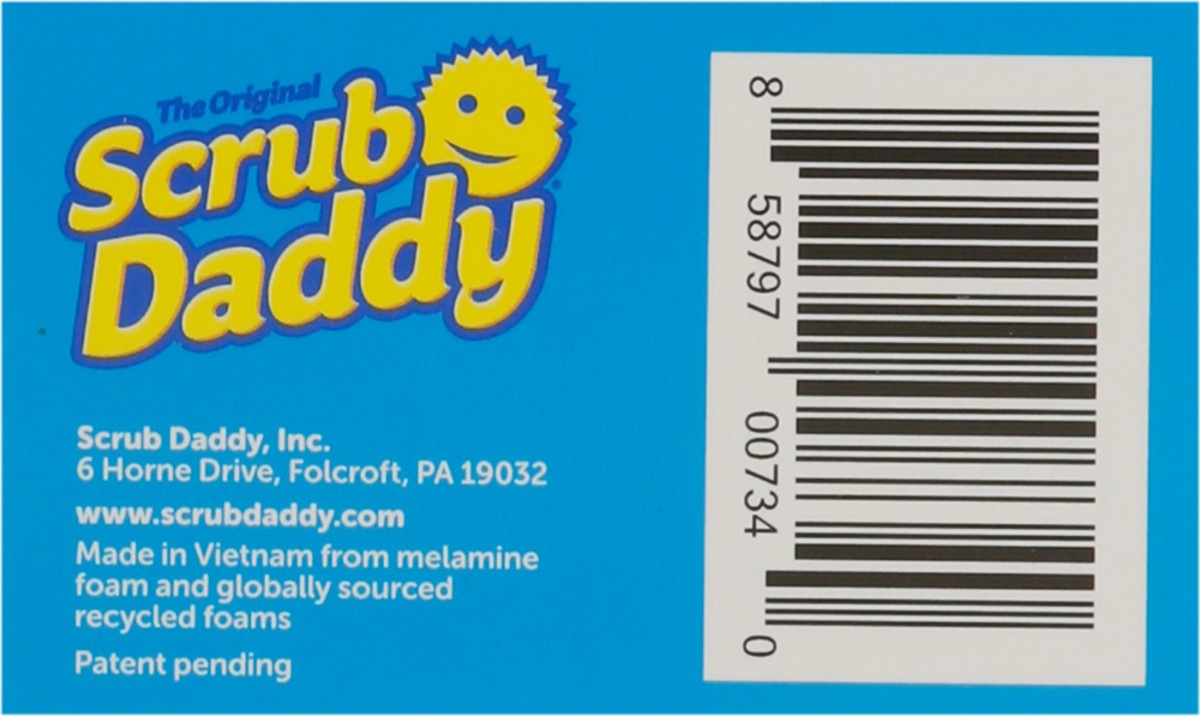 The Original
Scrub
Daddy
Scrub Daddy, Inc.
6 Horne Drive, Folcroft, PA 19032
www.scrubdaddy.com
Made in Vietnam from melamine
foam and globally sourced
recycled foams
Patent pending
8 58797 00734 0